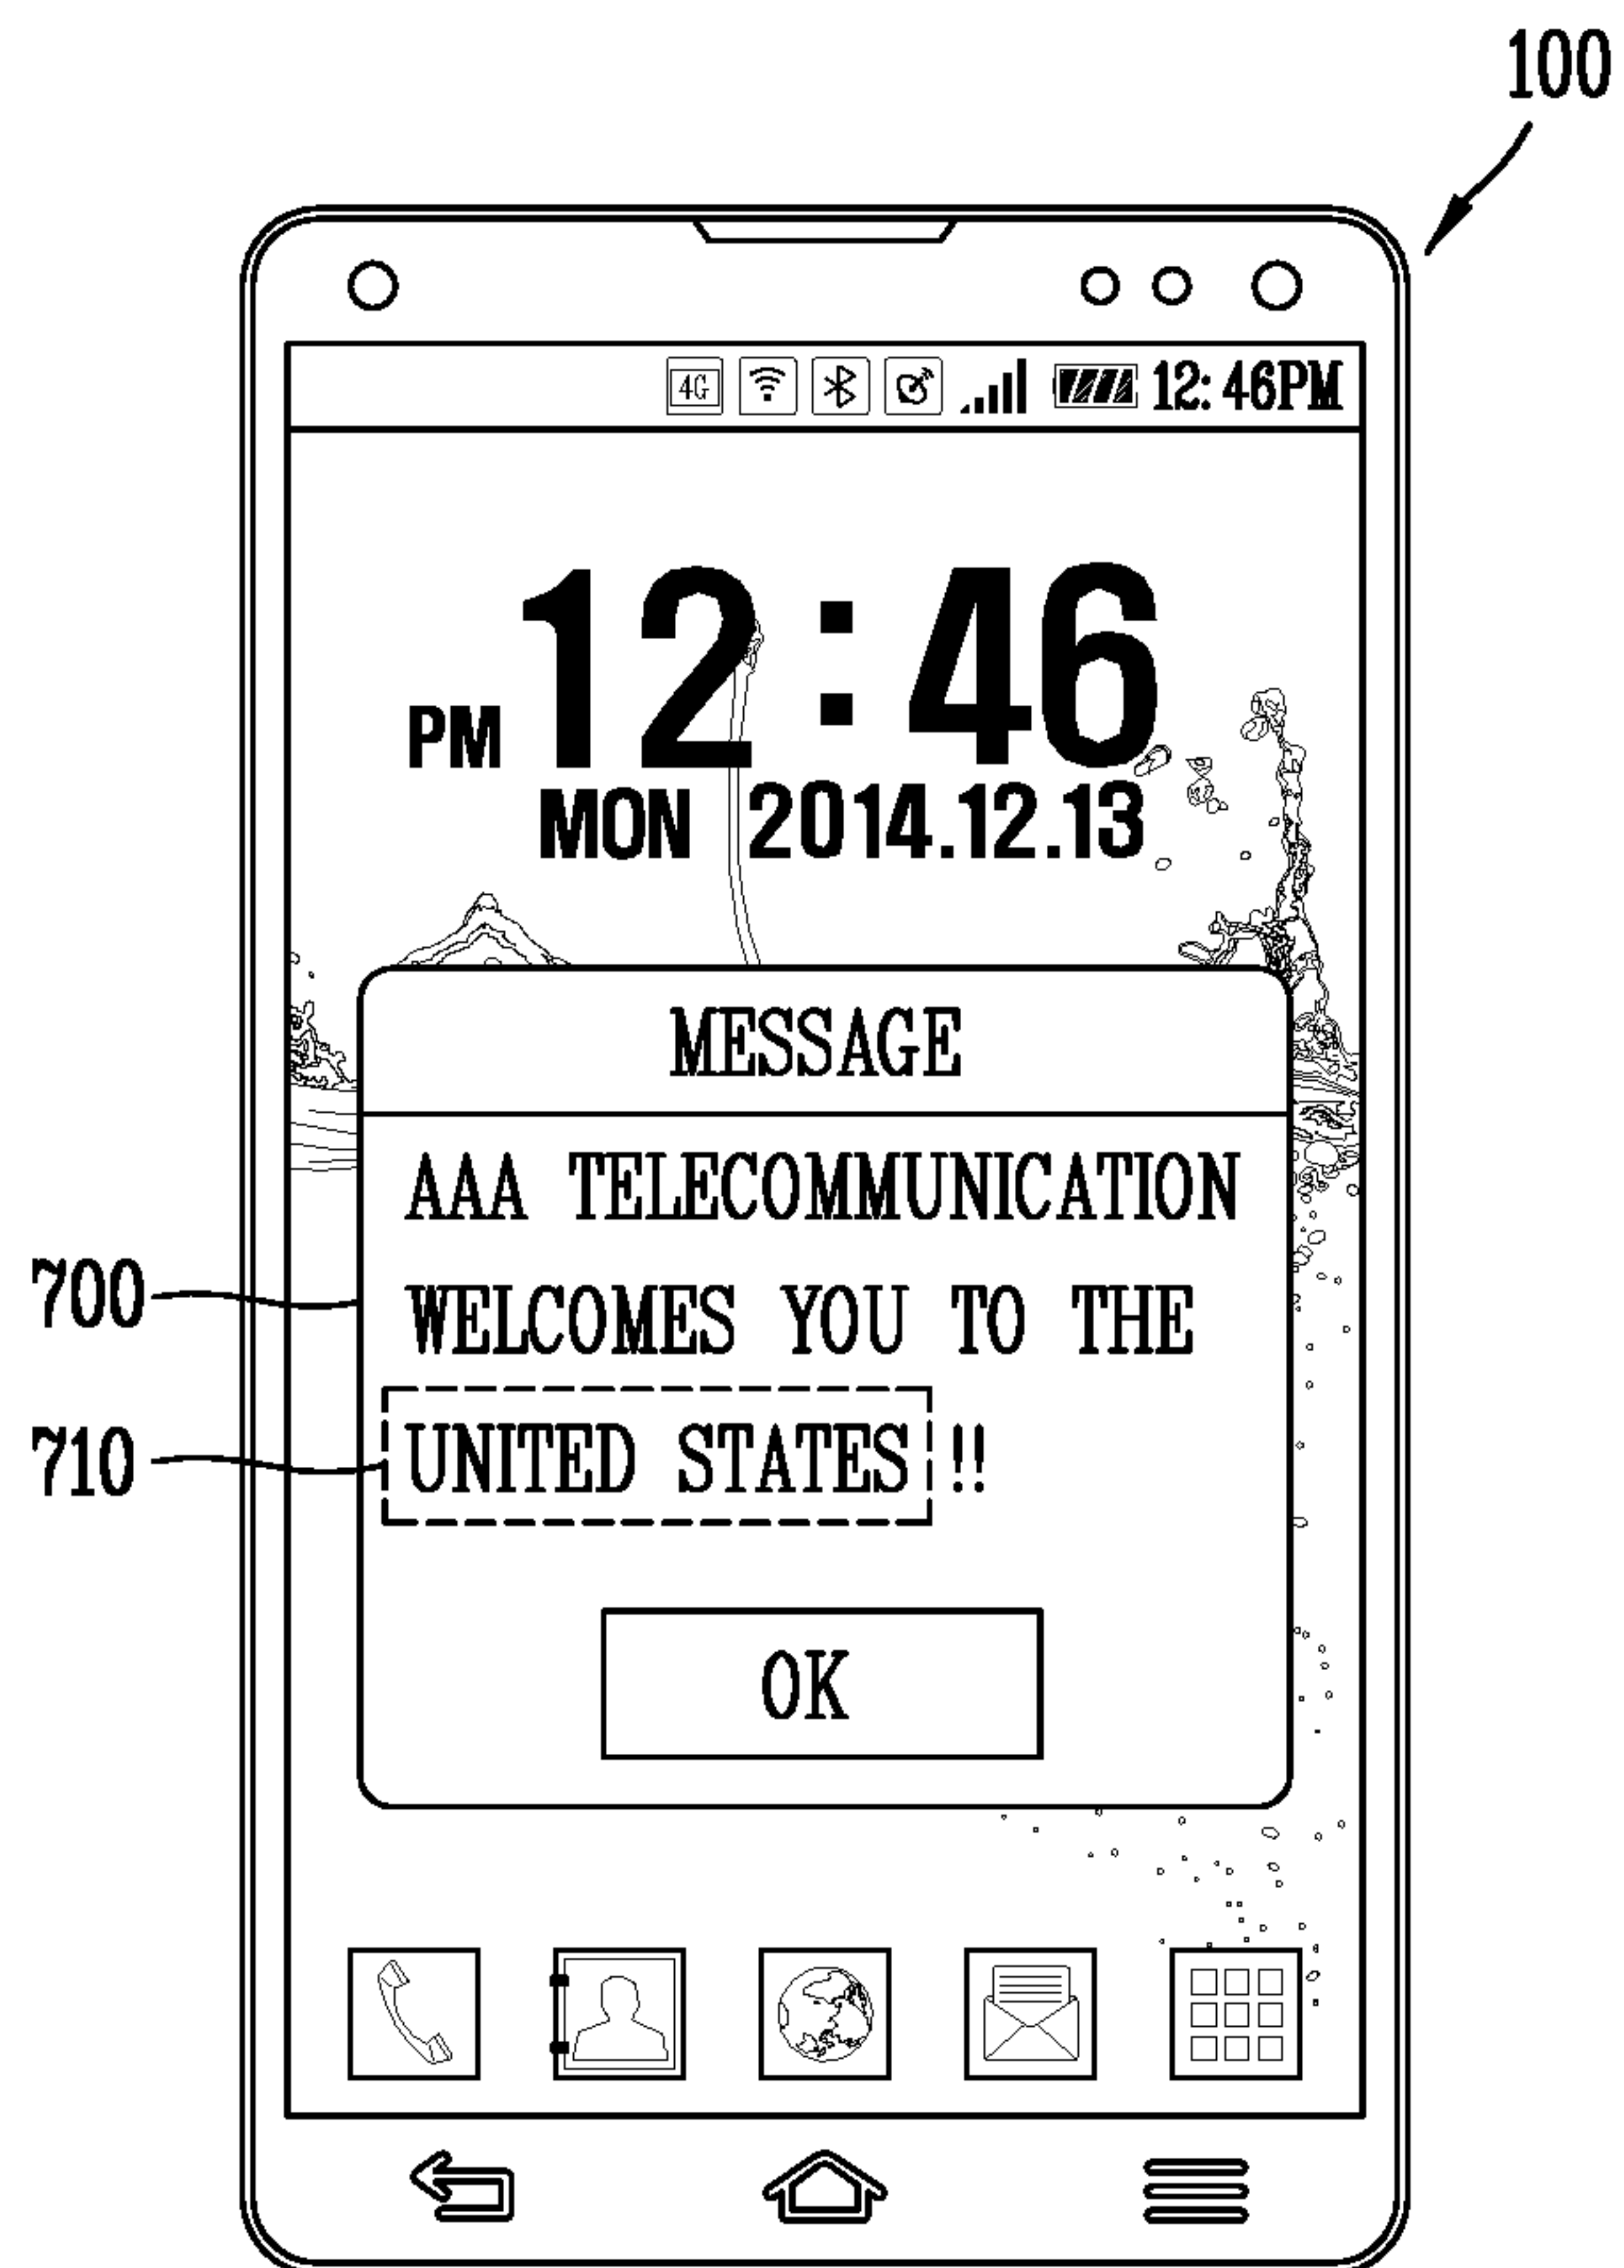 100
4G 12:46PM
PM 12:46
MON 2014.12.13
MESSAGE
AAA TELECOMMUNICATION
700
WELCOMES YOU TO THE
710
UNITED STATES!!
OK